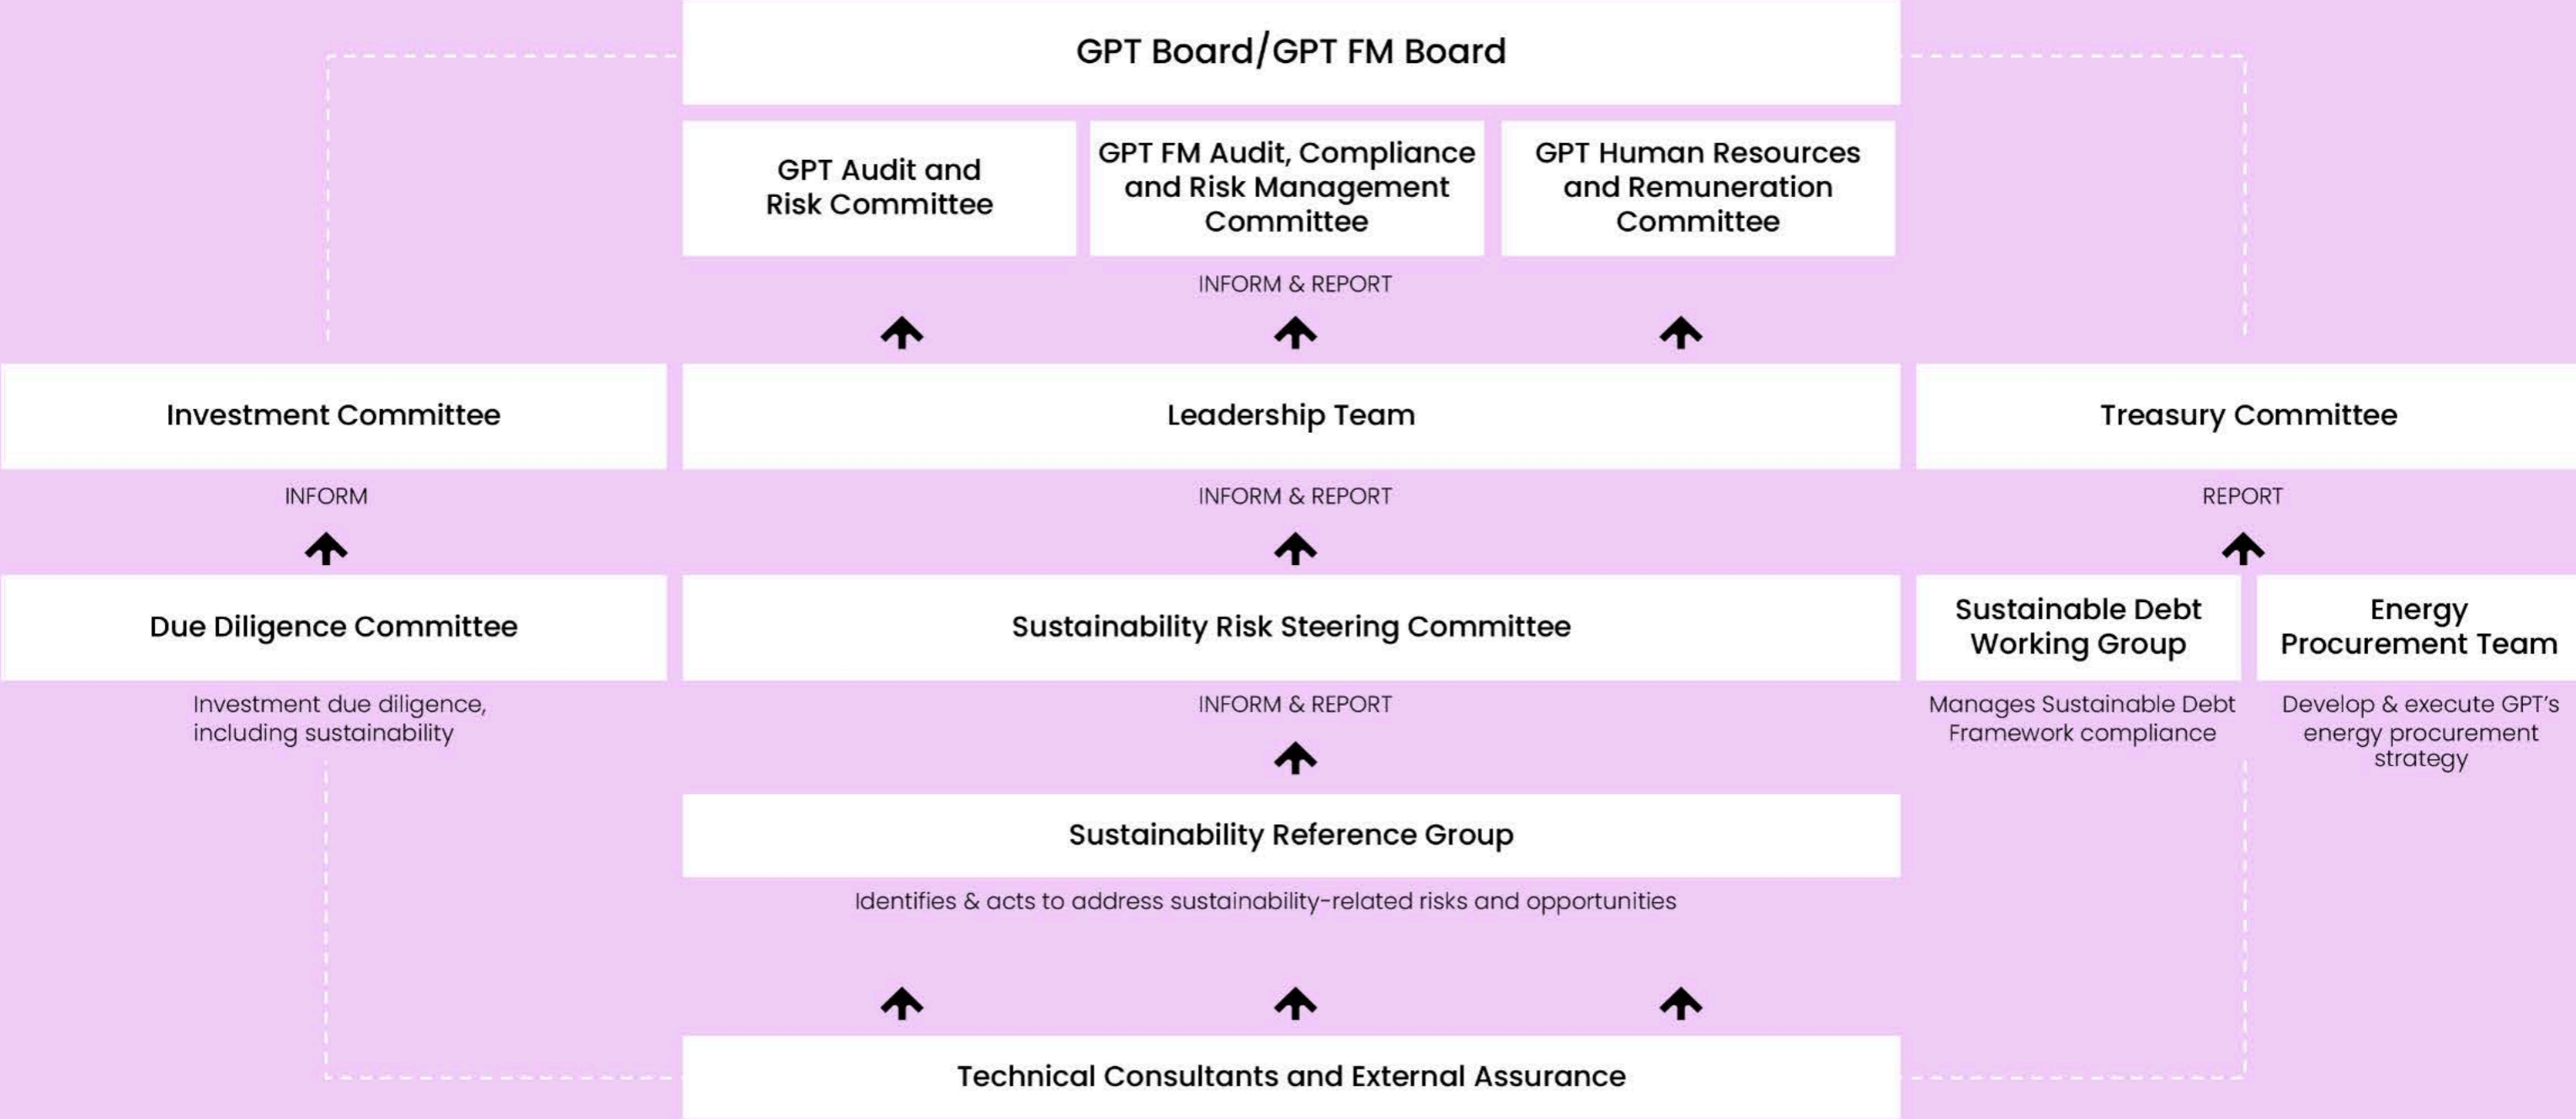 GPT Board/GPT FM Board
GPT Audit and
Risk Committee
GPT FM Audit, Compliance
and Risk Management
Committee
GPT Human Resources
and Remuneration
Committee
INFORM & REPORT
Investment Committee
Leadership Team
Treasury Committee
INFORM
INFORM & REPORT
REPORT
Due Diligence Committee
Sustainability Risk Steering Committee
Sustainable Debt
Working Group
Energy
Procurement Team
Investment due diligence,
including sustainability
INFORM & REPORT
Manages Sustainable Debt
Framework compliance
Develop & execute GPT's
energy procurement
strategy
Sustainability Reference Group
Identifies & acts to address sustainability-related risks and opportunities
Technical Consultants and External Assurance